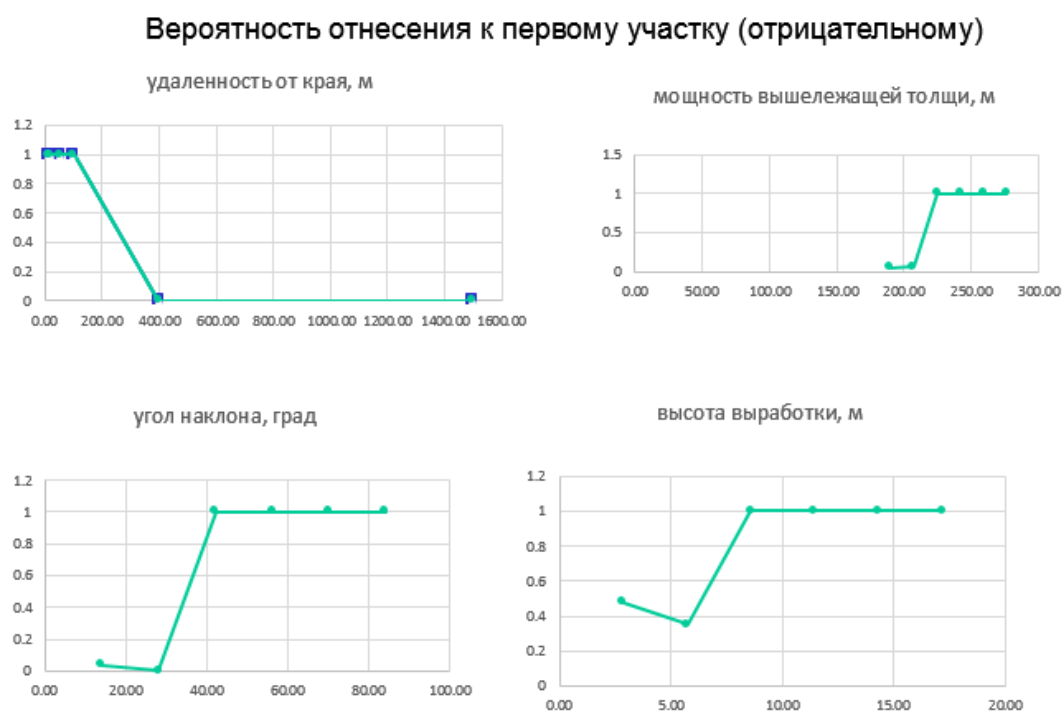 Вероятность отнесения к первому участку (отрицательному)
удаленность от края, м
1.2
1
0.8
0.6
0.4
0.2
0
0.00 200.00 400.00 600.00 800.00 1000.00 1200.00 1400.00 1600.00
мощность вышележащей толщи, м
1.5
1
0.5
0
0.00 50.00 100.00 150.00 200.00 250.00 300.00
угол наклона, град
1.2
1
0.8
0.6
0.4
0.2
0
0.00 20.00 40.00 60.00 80.00 100.00
высота выработки, м
1.2
1
0.8
0.6
0.4
0.2
0
0.00 5.00 10.00 15.00 20.00